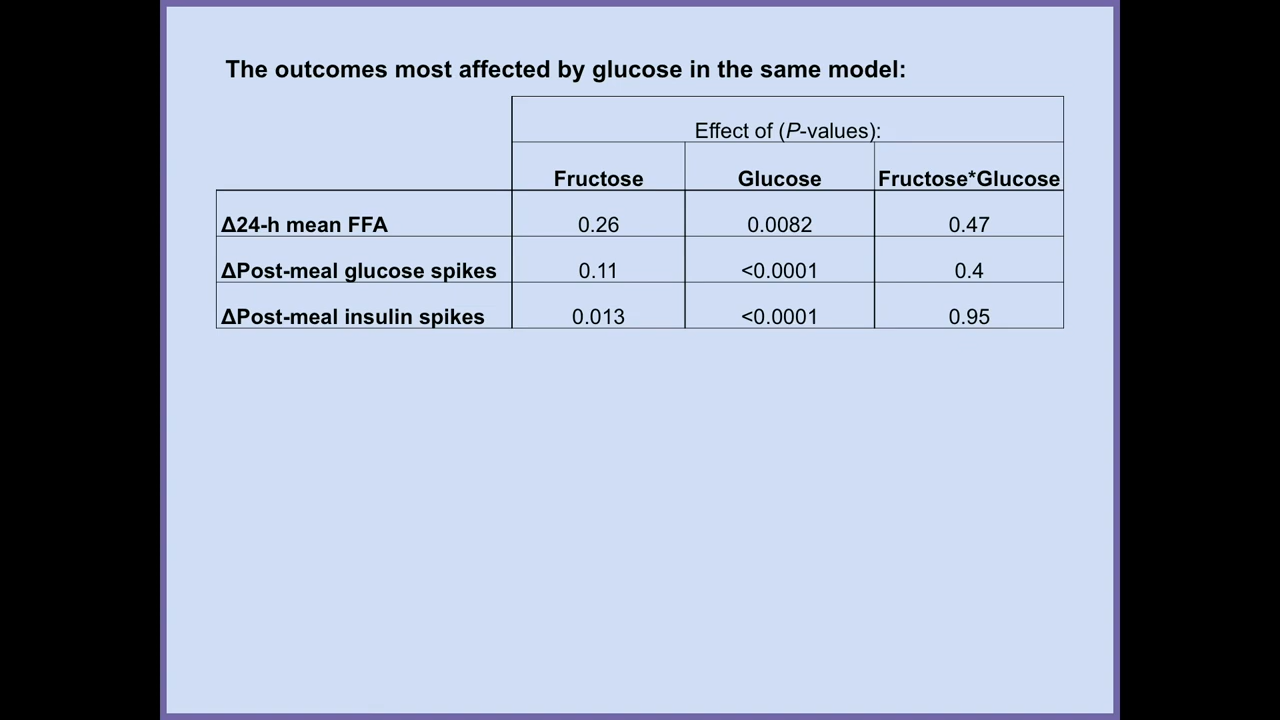 The outcomes most affected by glucose in the same model:
Effect of (P-values):
Fructose Glucose Fructose*Glucose
Δ24-h mean FFA 0.26 0.0082 0.47
ΔPost-meal glucose spikes 0.11 <0.0001 0.4
ΔPost-meal insulin spikes 0.013 <0.0001 0.95